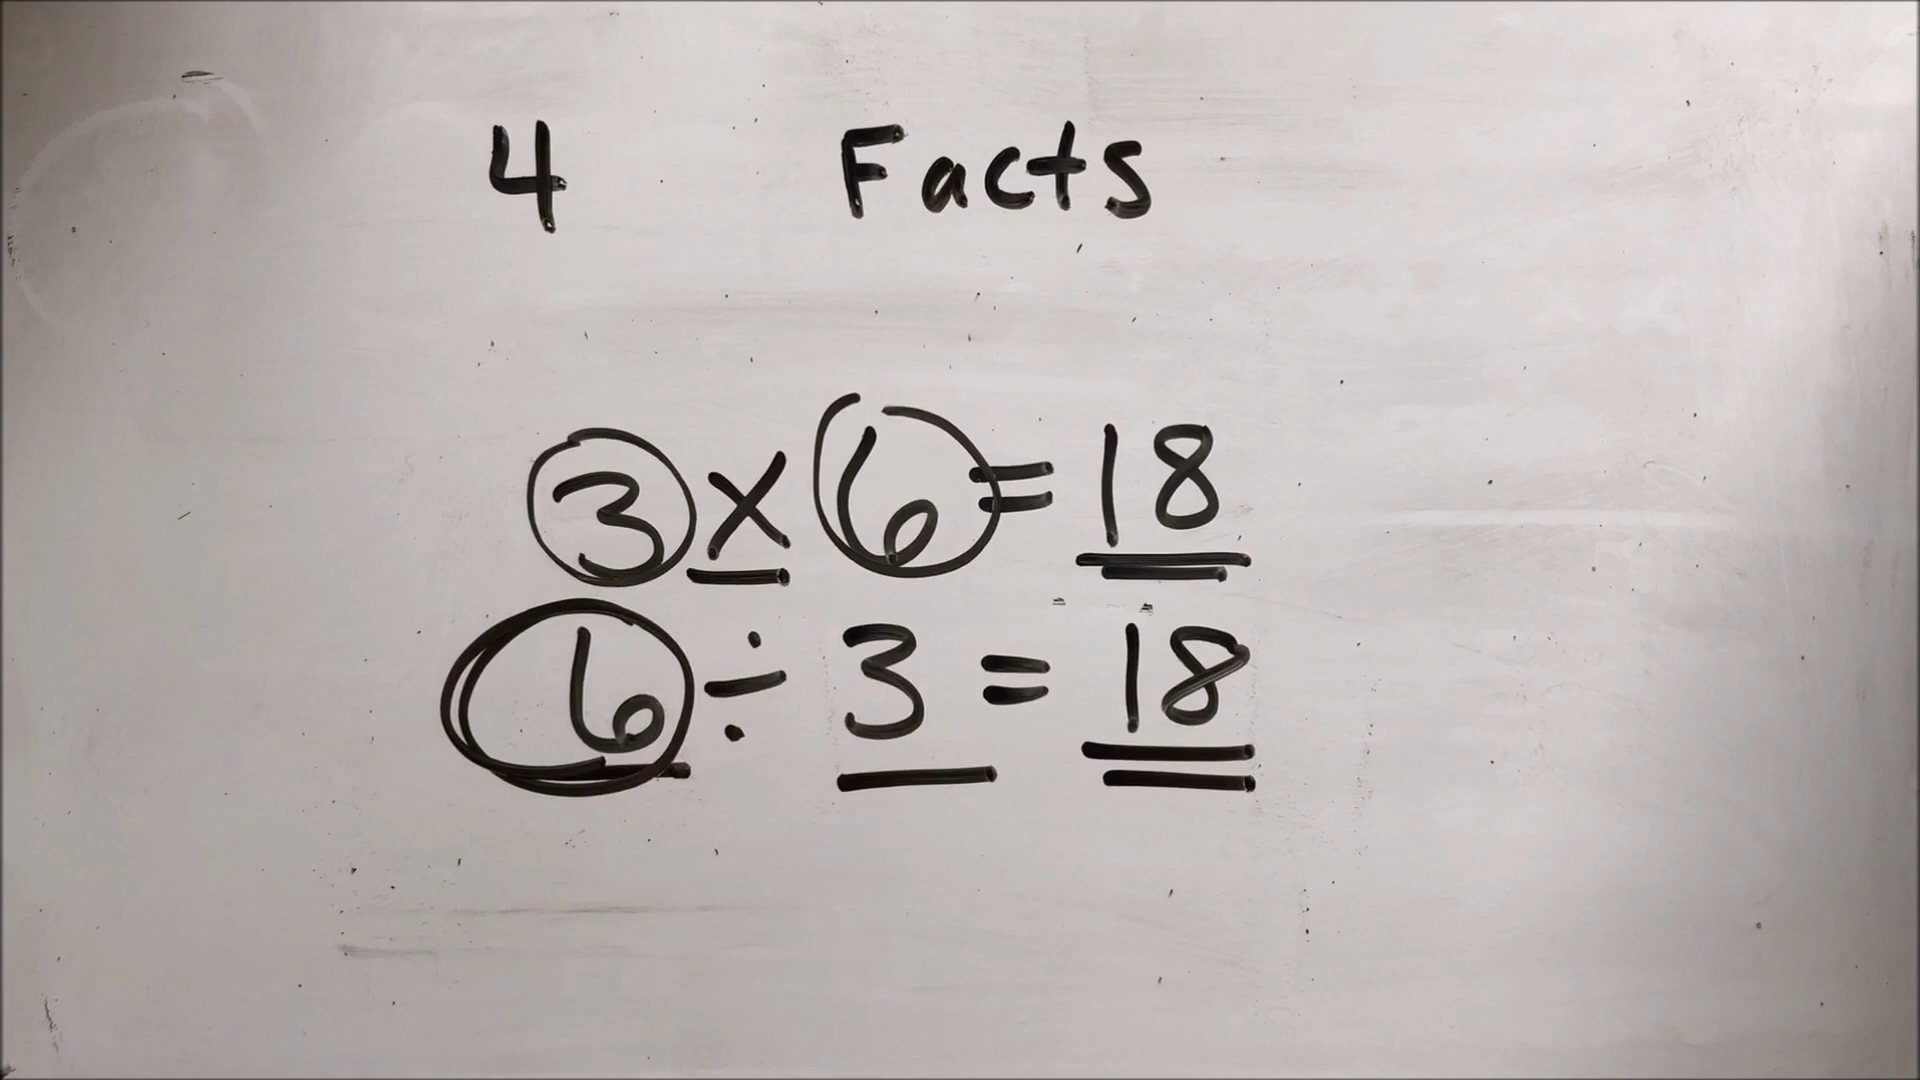 4 Facts
3 x 6 = 18
6 ÷ 3 = 18